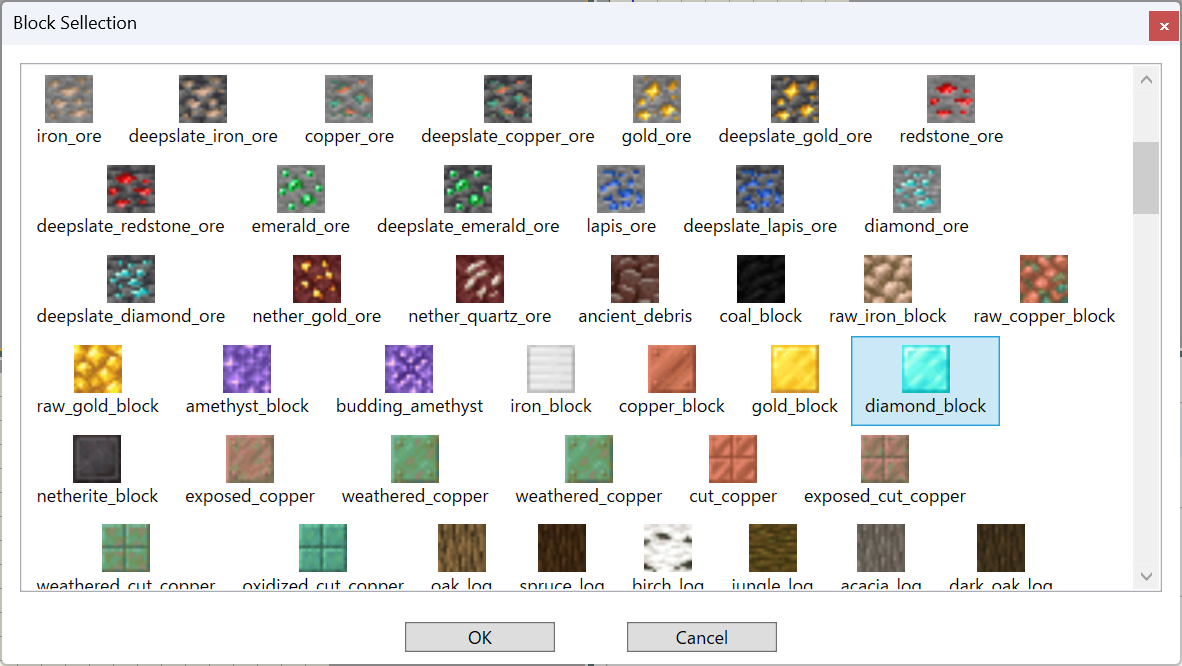 Block Sellection
iron_ore deepslate_iron_ore copper_ore deepslate_copper_ore gold_ore deepslate_gold_ore redstone_ore
deepslate_redstone_ore emerald_ore deepslate_emerald_ore lapis_ore deepslate_lapis_ore diamond_ore
deepslate_diamond_ore nether_gold_ore nether_quartz_ore ancient_debris coal_block raw_iron_block raw_copper_block
raw_gold_block amethyst_block budding_amethyst iron_block copper_block gold_block diamond_block
netherite_block exposed_copper weathered_copper weathered_copper cut_copper exposed_cut_copper
weathered_cut_copper oxidized_cut_copper oak_log spruce_log birch_log jungle_log acacia_log dark_oak_log
OK Cancel